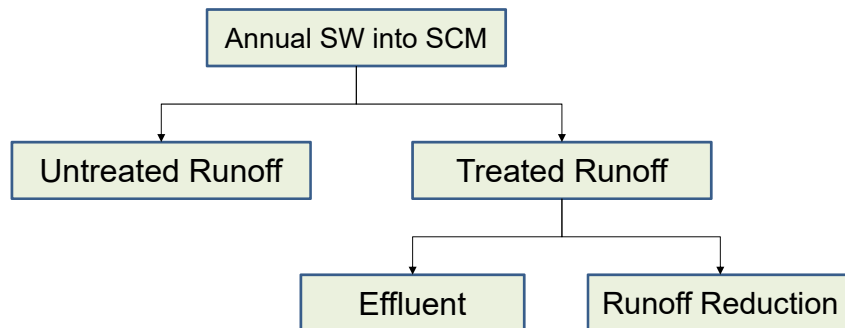 Annual SW into SCM
Untreated Runoff
Treated Runoff
Effluent
Runoff Reduction